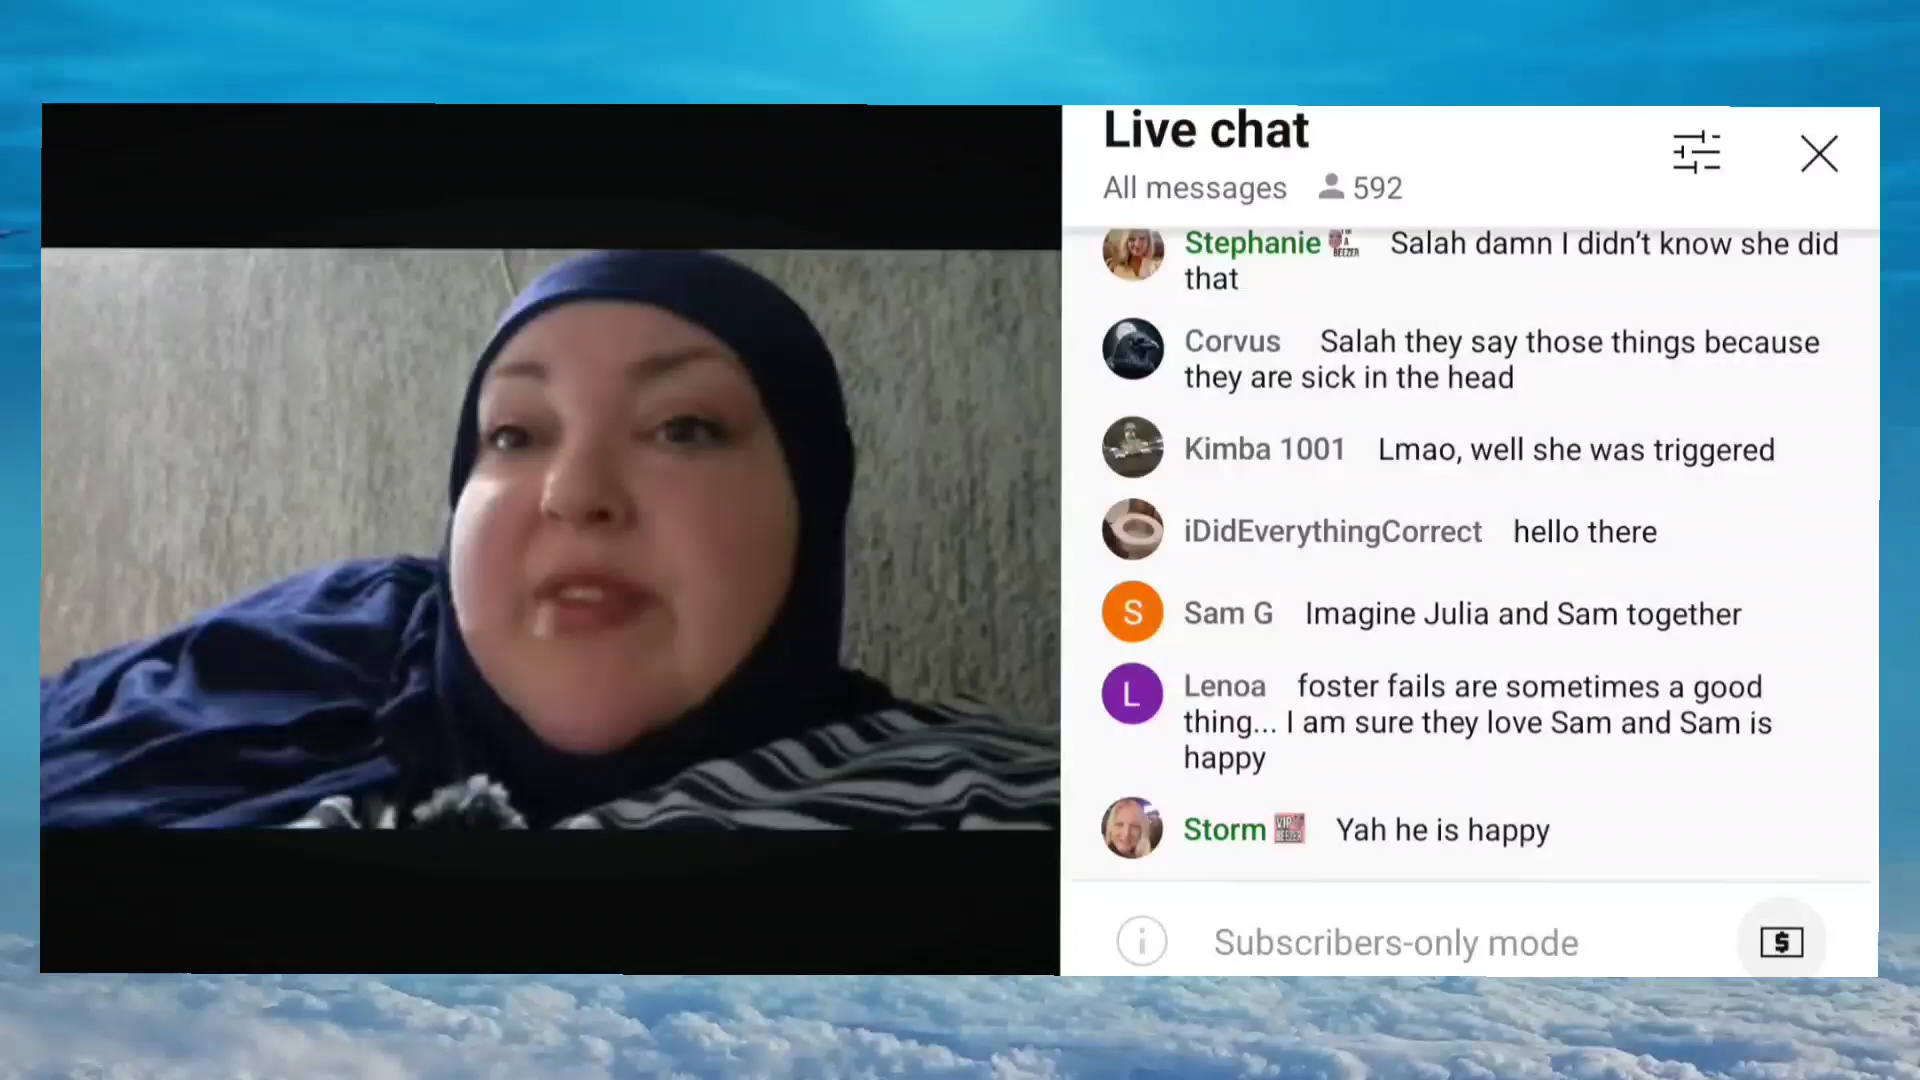 Live chat
All messages 592
Stephanie I'M A BEEZER Salah damn I didn’t know she did
that
Corvus Salah they say those things because
they are sick in the head
Kimba 1001 Lmao, well she was triggered
iDidEverythingCorrect hello there
S Sam G Imagine Julia and Sam together
L Lenoa foster fails are sometimes a good
thing... I am sure they love Sam and Sam is
happy
Storm VIP Yah he is happy
Subscribers-only mode
$